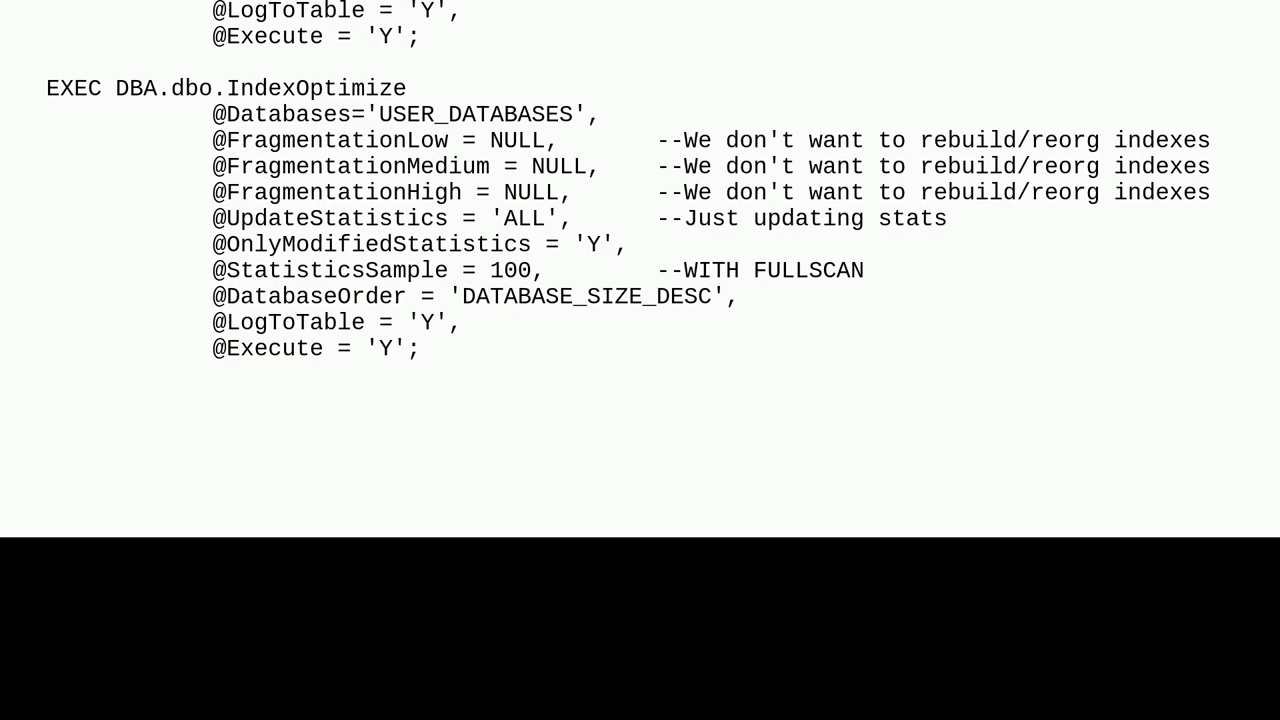 @LogToTable = 'Y',
@Execute = 'Y';
EXEC DBA.dbo.IndexOptimize
@Databases='USER_DATABASES',
@FragmentationLow = NULL, --We don't want to rebuild/reorg indexes
@FragmentationMedium = NULL, --We don't want to rebuild/reorg indexes
@FragmentationHigh = NULL, --We don't want to rebuild/reorg indexes
@UpdateStatistics = 'ALL', --Just updating stats
@OnlyModifiedStatistics = 'Y',
@StatisticsSample = 100, --WITH FULLSCAN
@DatabaseOrder = 'DATABASE_SIZE_DESC',
@LogToTable = 'Y',
@Execute = 'Y';